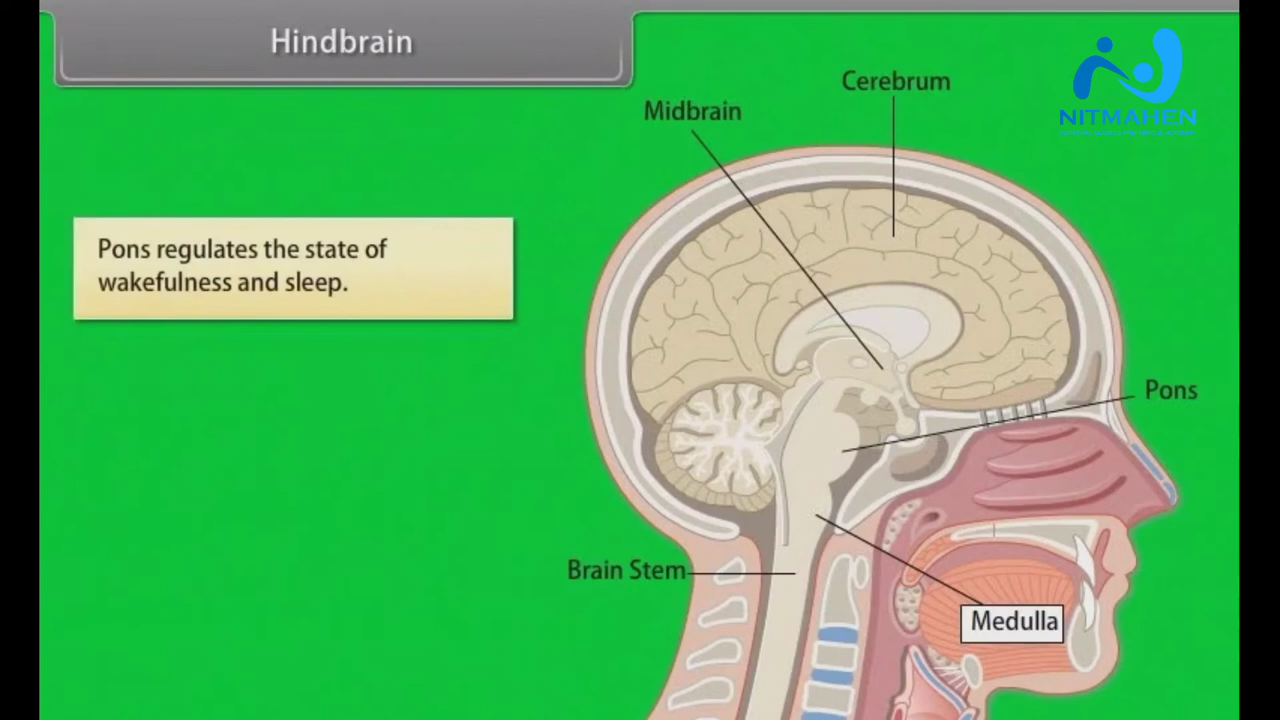 Hindbrain
Cerebrum
Midbrain
NITMAHEN
Pons regulates the state of
wakefulness and sleep.
Pons
Brain Stem
Medulla